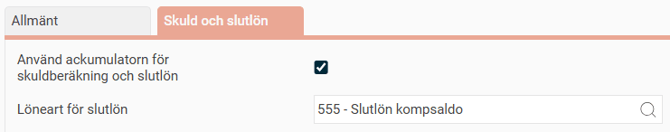 Allmänt
Skuld och slutlön
Använd ackumulatorn för
skuldberäkning och slutlön
Löneart för slutlön
555 - Slutlön kompsaldo